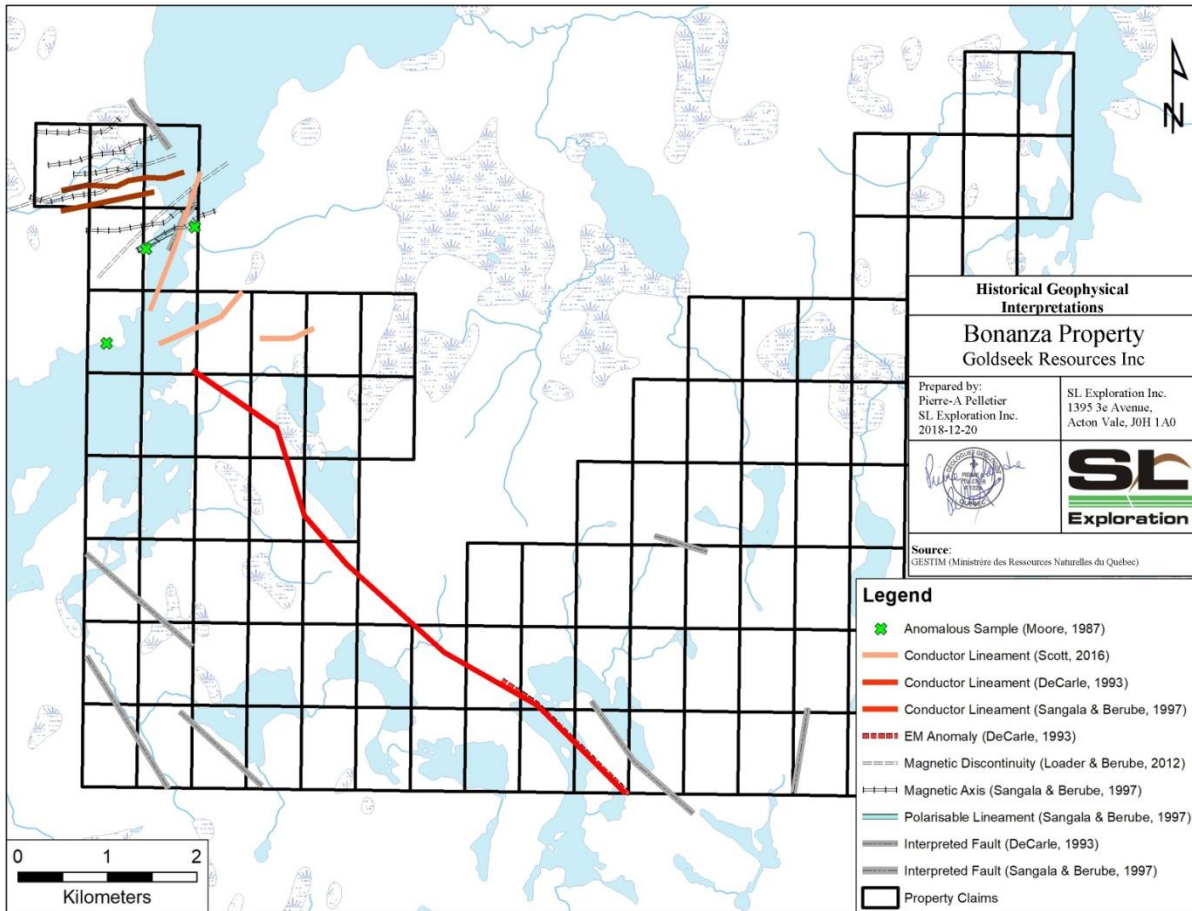 N
Historical Geophysical
Interpretations
Bonanza Property
Goldseek Resources Inc
Prepared by:
Pierre-A Pelletier
SL Exploration Inc.
2018-12-20
SL Exploration Inc.
1395 3e Avenue,
Acton Vale, J0H 1A0
SL
Exploration
Source:
GESTIM (Ministrère des Ressources Naturelles du Québec)
Legend
Anomalous Sample (Moore, 1987)
Conductor Lineament (Scott, 2016)
Conductor Lineament (DeCarle, 1993)
Conductor Lineament (Sangala & Berube, 1997)
EM Anomaly (DeCarle, 1993)
Magnetic Discontinuity (Loader & Berube, 2012)
Magnetic Axis (Sangala & Berube, 1997)
Polarisable Lineament (Sangala & Berube, 1997)
Interpreted Fault (DeCarle, 1993)
Interpreted Fault (Sangala & Berube, 1997)
Property Claims
0 1 2
Kilometers